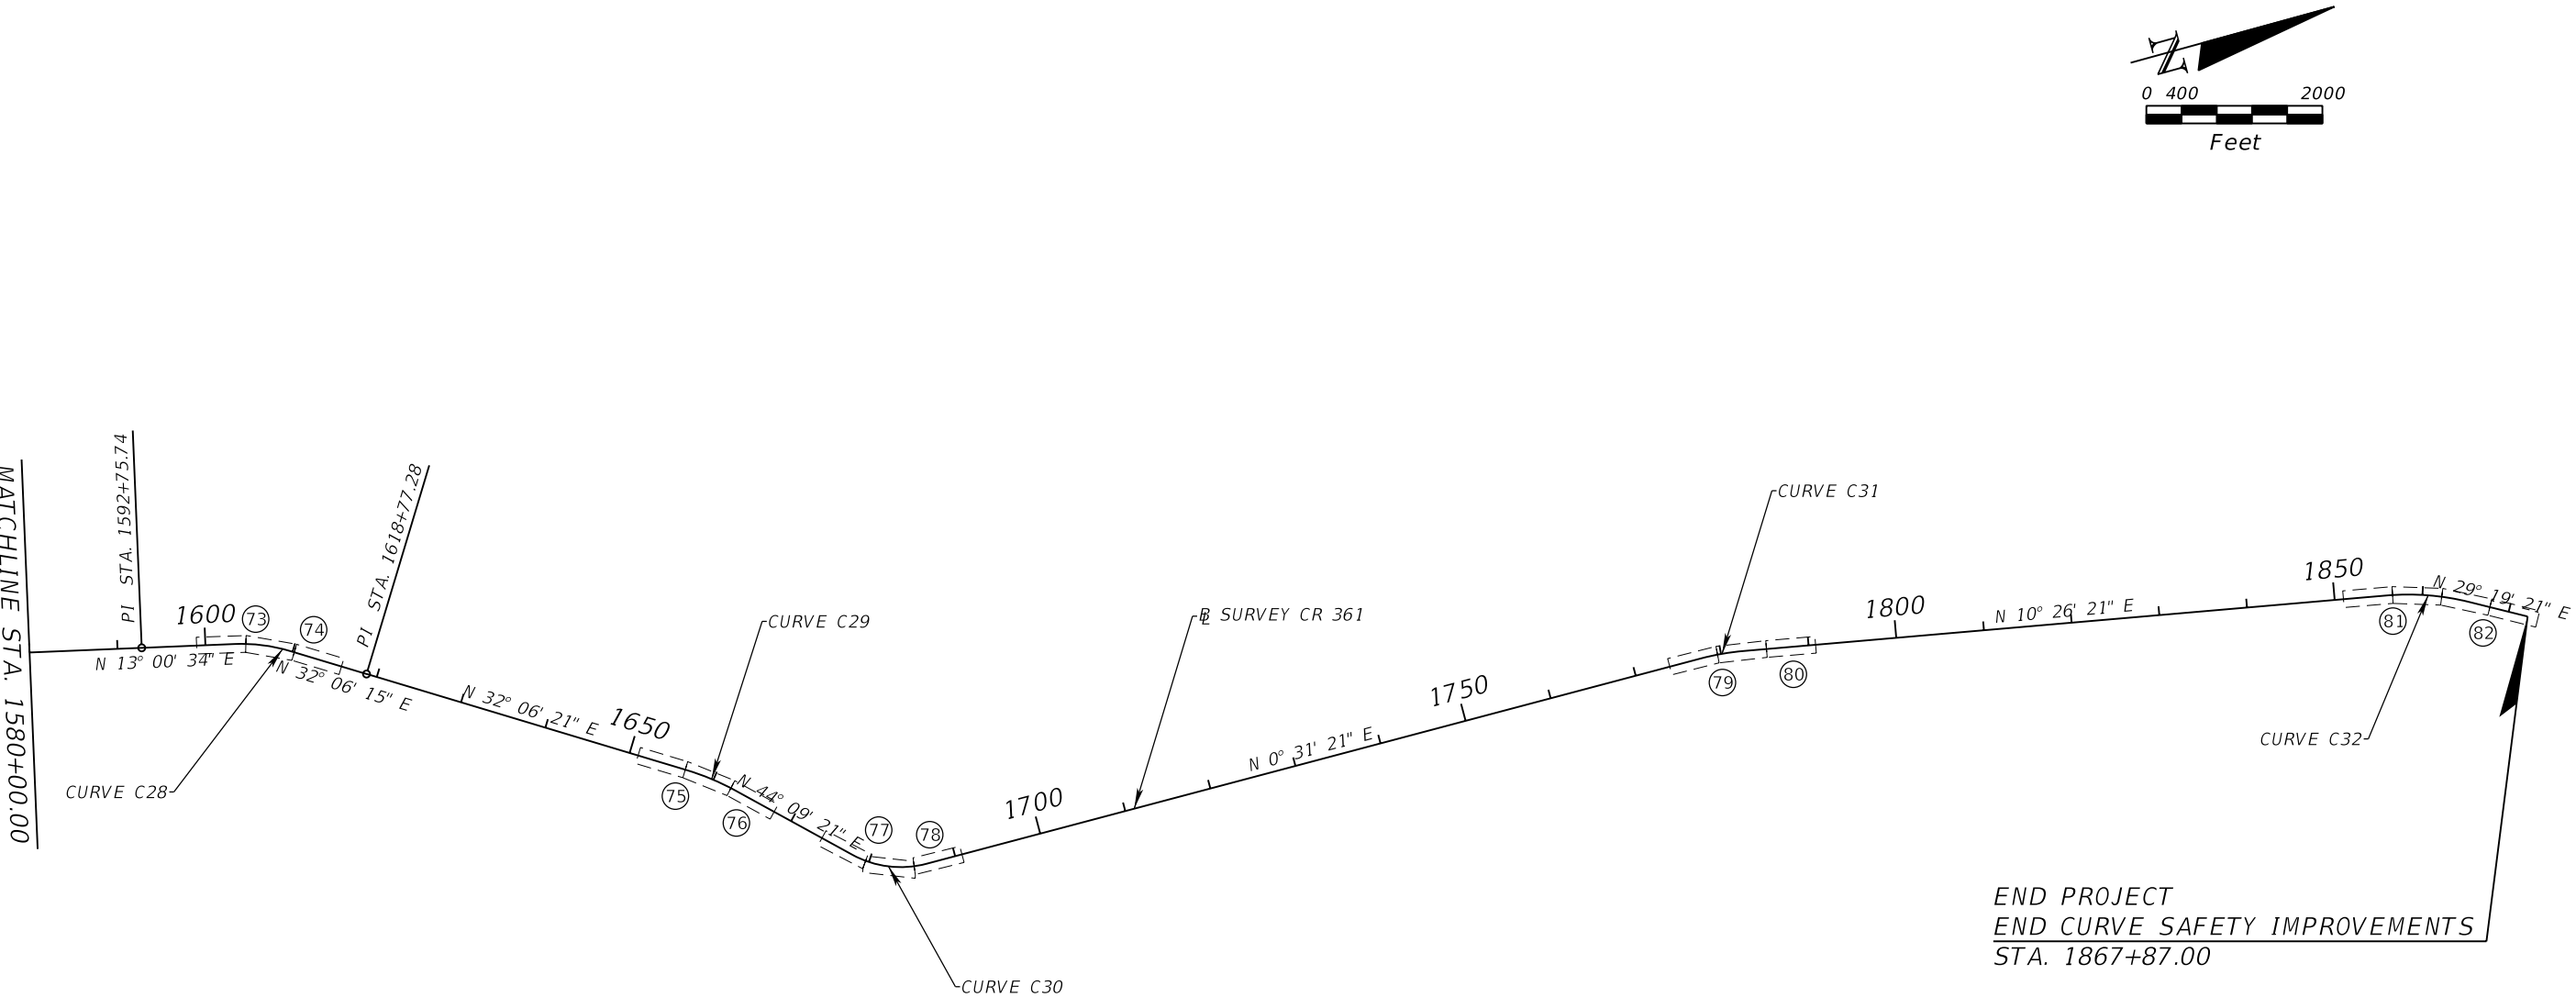 N
0 400 2000
Feet
MATCHLINE STA. 1580+00.00
PI STA. 1592+75.74
N 13° 00' 34" E
1600
73
74
CURVE C28
N 32° 06' 15" E
PI STA. 1618+77.28
N 32° 06' 21" E
1650
75
76
CURVE C29
N 44° 09' 21" E
77
78
CURVE C30
1700
BL SURVEY CR 361
N 0° 31' 21" E
1750
CURVE C31
79
80
1800
N 10° 26' 21" E
1850
81
82
N 29° 19' 21" E
CURVE C32
END PROJECT
END CURVE SAFETY IMPROVEMENTS
STA. 1867+87.00